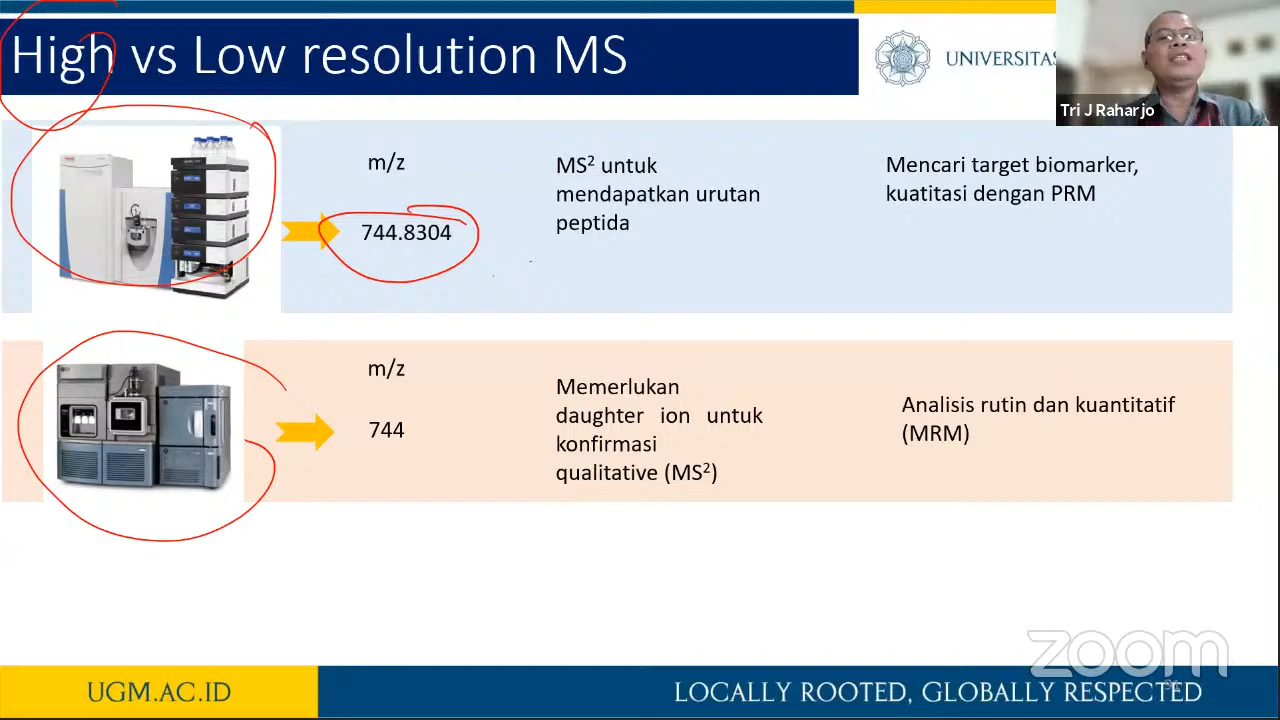 High vs Low resolution MS
UNIVERSITAS
Tri J Raharjo
m/z
744.8304
MS² untuk
mendapatkan urutan
peptida
Mencari target biomarker,
kuatitasi dengan PRM
m/z
744
Memerlukan
daughter ion untuk
konfirmasi
qualitative (MS²)
Analisis rutin dan kuantitatif
(MRM)
zoom
UGM.AC.ID
LOCALLY ROOTED, GLOBALLY RESPECTED